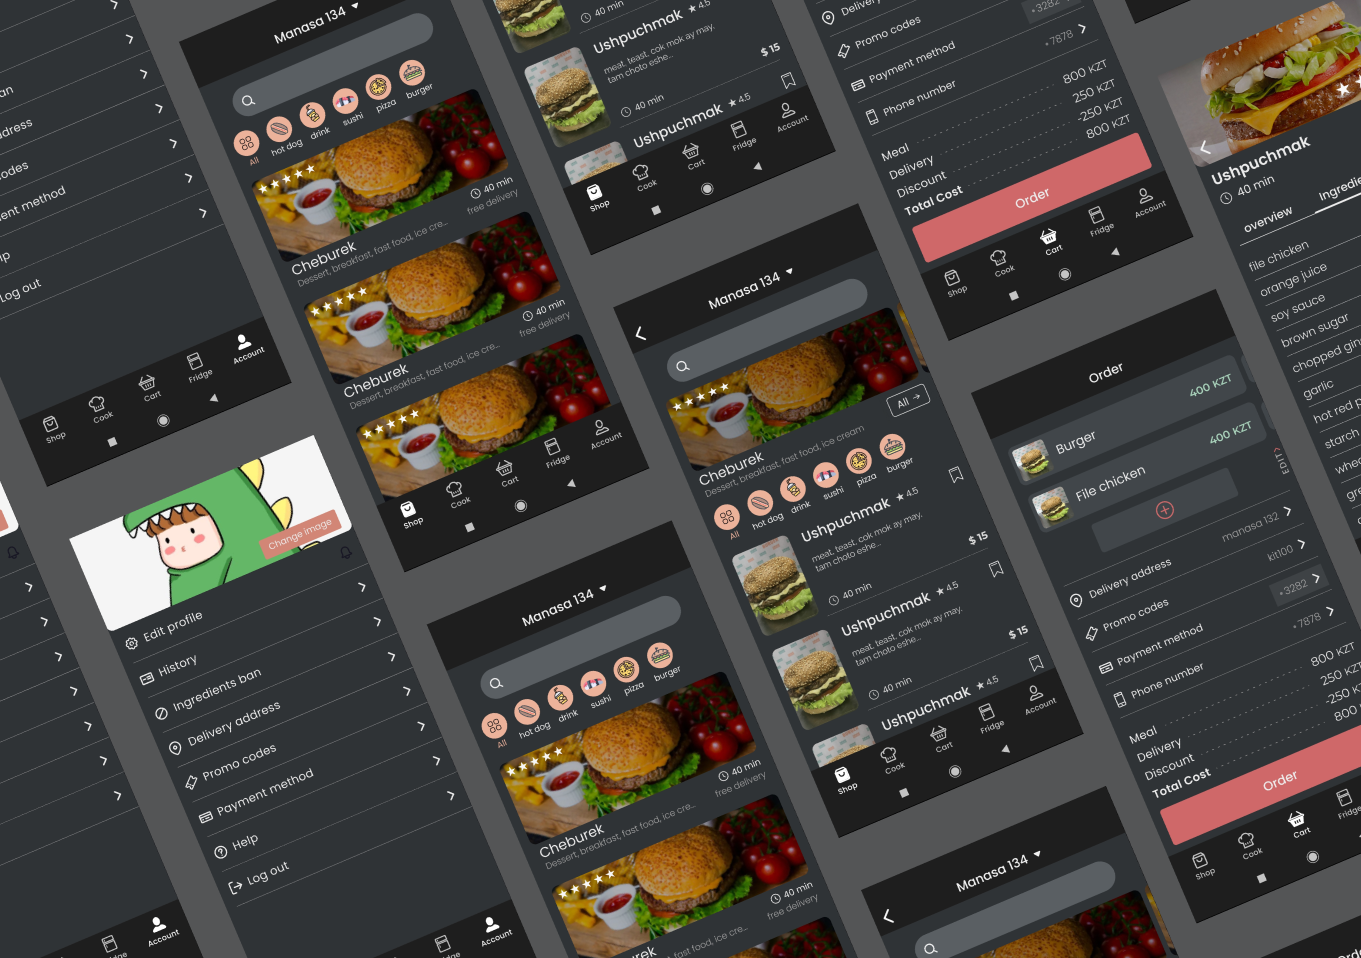 an
address
codes
ent method
lp
Log out
Shop
Cook
Cart
Fridge
Account
Change image
Edit profile
History
Ingredients ban
Delivery address
Promo codes
Payment method
Help
Log out
Account
Account
Manasa 134
All
hot dog
drink
sushi
pizza
burger
Cheburek
Dessert, breakfast, fast food, ice cre...
40 min
free delivery
Cheburek
Dessert, breakfast, fast food, ice cre...
40 min
free delivery
Shop
Cook
Cart
Fridge
Account
Manasa 134
All
hot dog
drink
sushi
pizza
burger
Cheburek
Dessert, breakfast, fast food, ice cre...
40 min
free delivery
40 min
free delivery
40 min
Ushpuchmak ★ 4.5
meat, teast, cok mok ay may,
tam choto eshe...
40 min
$ 15
Ushpuchmak ★ 4.5
Shop
Cook
Cart
Fridge
Account
Manasa 134
All →
Cheburek
Dessert, breakfast, fast food, ice cream
All
hot dog
drink
sushi
pizza
burger
Ushpuchmak ★ 4.5
meat, teast, cok mok ay may,
tam choto eshe...
40 min
$ 15
Ushpuchmak ★ 4.5
meat, teast, cok mok ay may,
tam choto eshe...
40 min
$ 15
Ushpuchmak ★ 4.5
Shop
Cook
Cart
Fridge
Account
Manasa 134
Delivery
Promo codes
Payment method *3282
Phone number *7878
Meal 800 KZT
Delivery 250 KZT
Discount -250 KZT
Total Cost 800 KZT
Order
Shop
Cook
Cart
Fridge
Account
Order
Burger 400 KZT
File chicken 400 KZT
EDIT
Delivery address manasa 132
Promo codes kit100
Payment method *3282
Phone number *7878
Meal 800 KZT
Delivery 250 KZT
Discount -250 K
Total Cost 800
Order
Shop
Cook
Cart
Fridge
Ushpuchmak
40 min
overview
Ingredie
file chicken
orange juice
soy sauce
brown sugar
chopped ging
garlic
hot red p
starch
whea